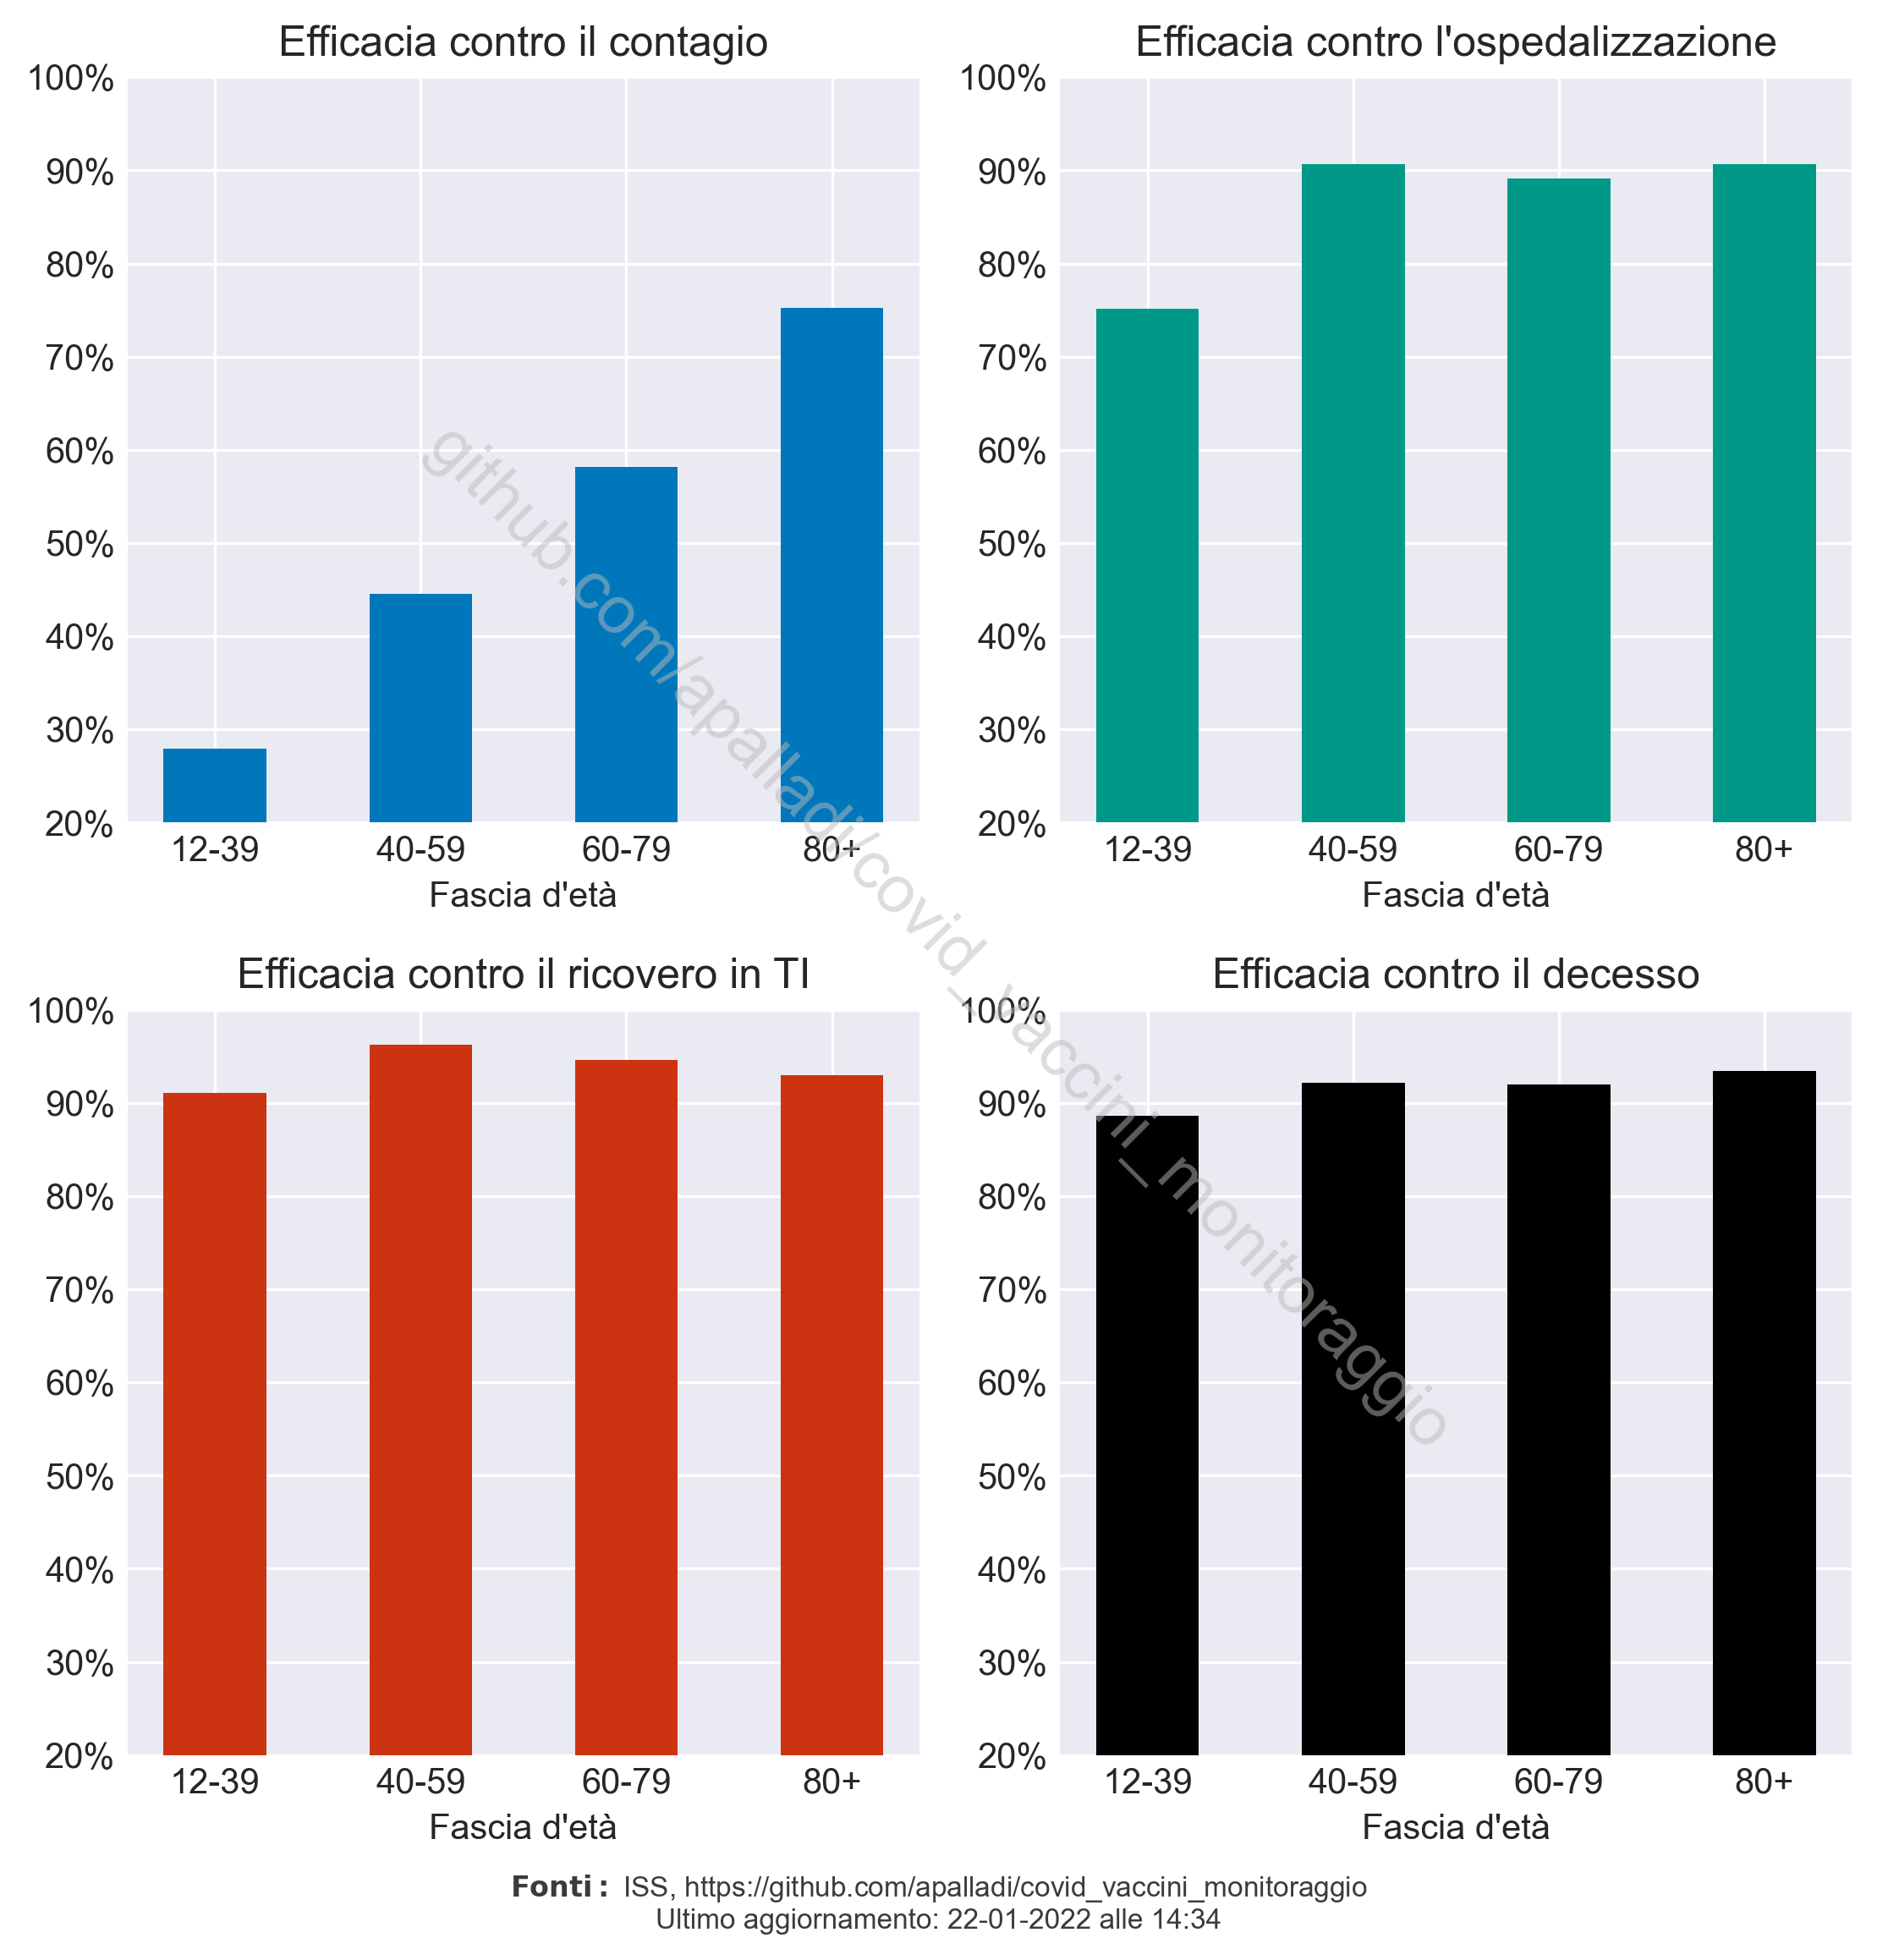 Efficacia contro il contagio
100%
90%
80%
70%
60%
50%
40%
30%
20%
12-39 40-59 60-79 80+
Fascia d'età
Efficacia contro l'ospedalizzazione
100%
90%
80%
70%
60%
50%
40%
30%
20%
12-39 40-59 60-79 80+
Fascia d'età
Efficacia contro il ricovero in TI
100%
90%
80%
70%
60%
50%
40%
30%
20%
12-39 40-59 60-79 80+
Fascia d'età
Efficacia contro il decesso
100%
90%
80%
70%
60%
50%
40%
30%
20%
12-39 40-59 60-79 80+
Fascia d'età
github.com/apalladi/covid_vaccini_monitoraggio
Fonti: ISS, https://github.com/apalladi/covid_vaccini_monitoraggio
Ultimo aggiornamento: 22-01-2022 alle 14:34